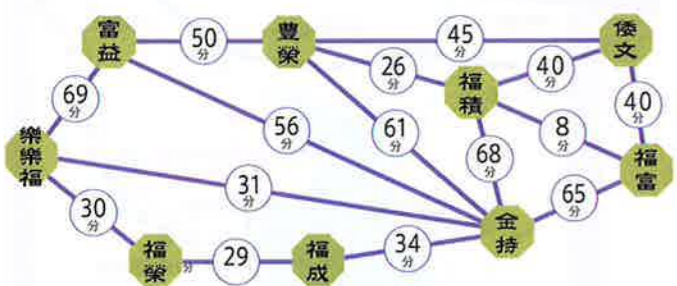 富益
50分
豊榮
45分
倭文
26分
40分
福積
69分
56分
61分
68分
8分
40分
樂樂福
31分
福富
30分
65分
金持
福榮
分 29
福成
34分